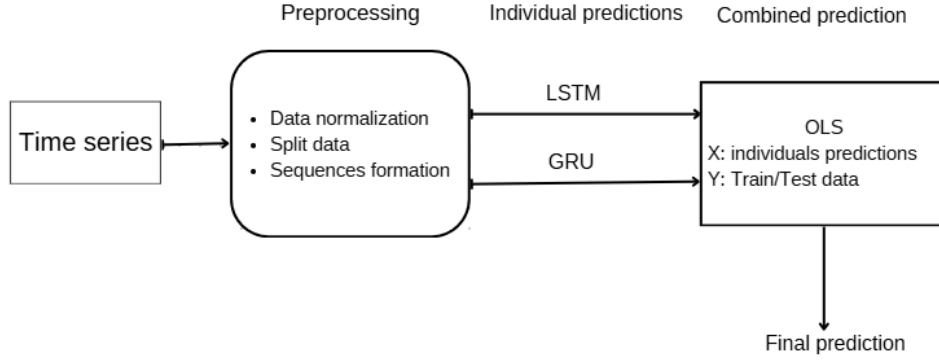 Preprocessing
Individual predictions
Combined prediction
Time series
• Data normalization
• Split data
• Sequences formation
LSTM
GRU
OLS
X: individuals predictions
Y: Train/Test data
Final prediction